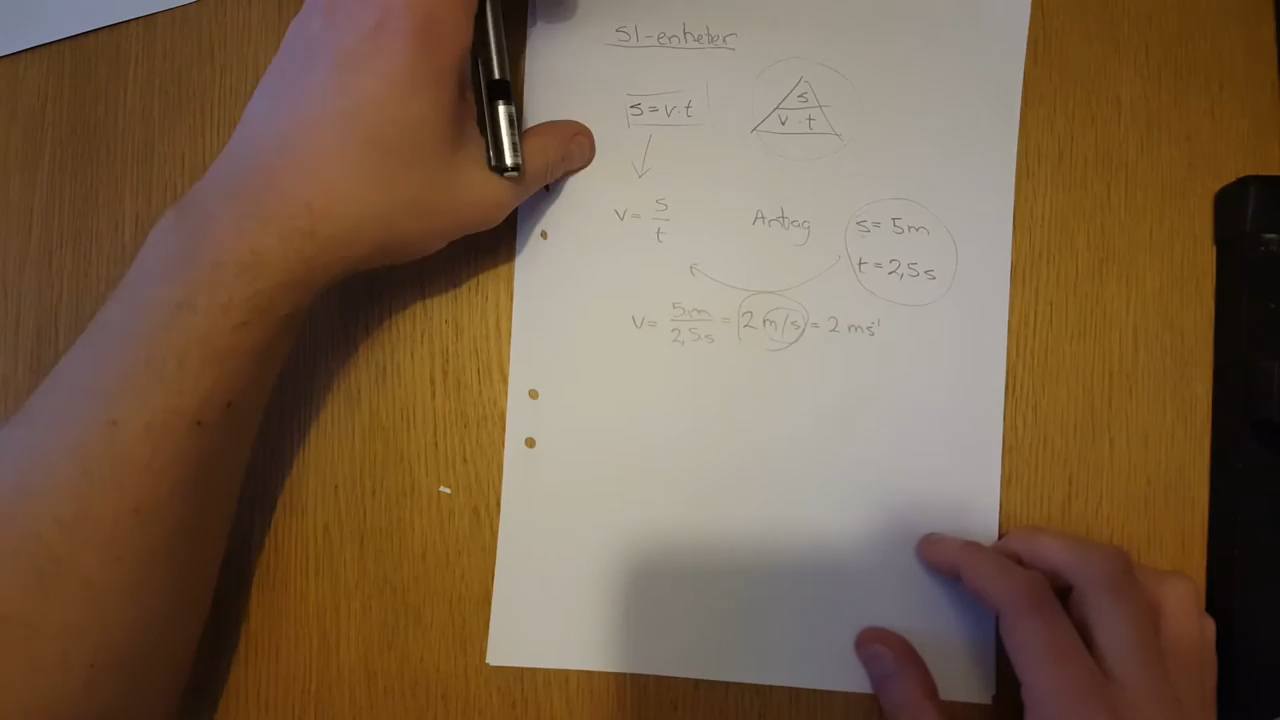 SI-enheter
s=v·t
s
v · t
v= s/t
Antag
s= 5m
t=2,5s
v= 5m/2,5s = 2 m/s = 2 ms⁻¹